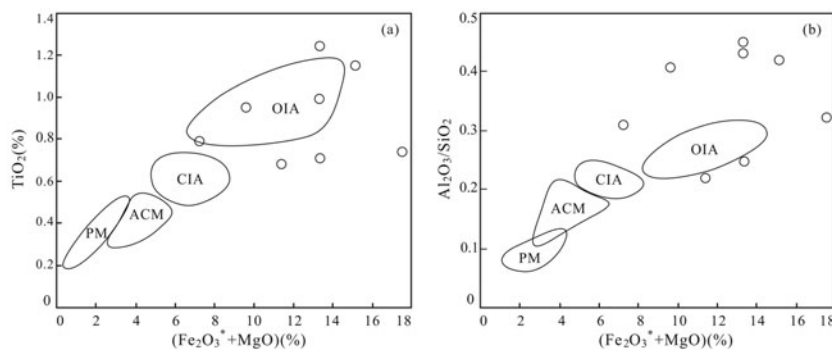 1.4
(a)
1.2
1.0
OIA
0.8
CIA
0.6
ACM
0.4
PM
0.2
0
0 2 4 6 8 10 12 14 16 18
TiO2(%)
(Fe2O3*+MgO)(%)
(b)
0.5
0.4
0.3
OIA
CIA
0.2
ACM
0.1
PM
0
0 2 4 6 8 10 12 14 16 18
Al2O3/SiO2
(Fe2O3*+MgO)(%)